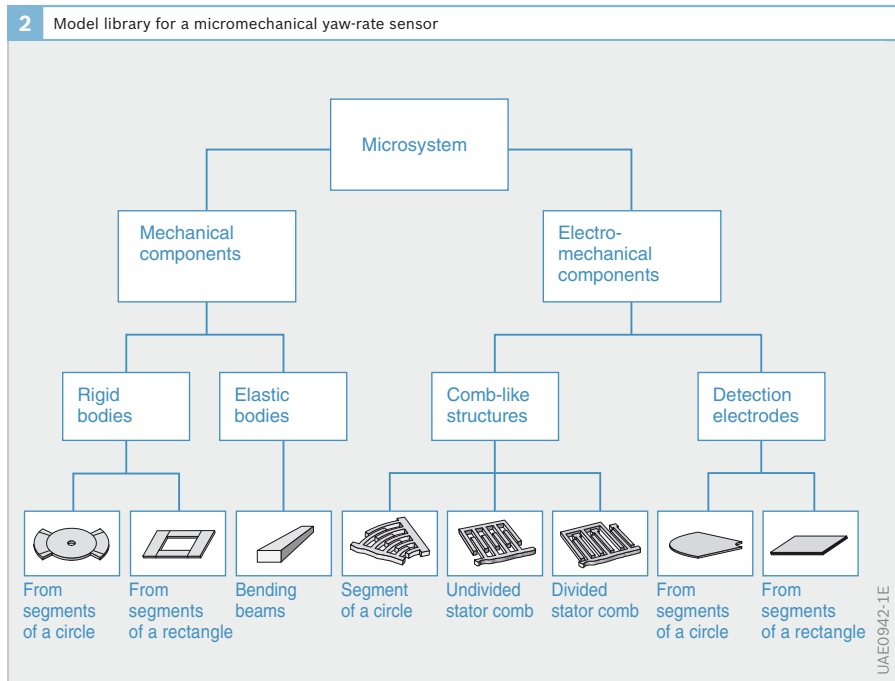 2 Model library for a micromechanical yaw-rate sensor
Microsystem
Mechanical
components
Electro-
mechanical
components
Rigid
bodies
Elastic
bodies
Comb-like
structures
Detection
electrodes
From
segments
of a circle
From
segments
of a rectangle
Bending
beams
Segment
of a circle
Undivided
stator comb
Divided
stator comb
From
segments
of a circle
From
segments
of a rectangle
UAE0942-1E